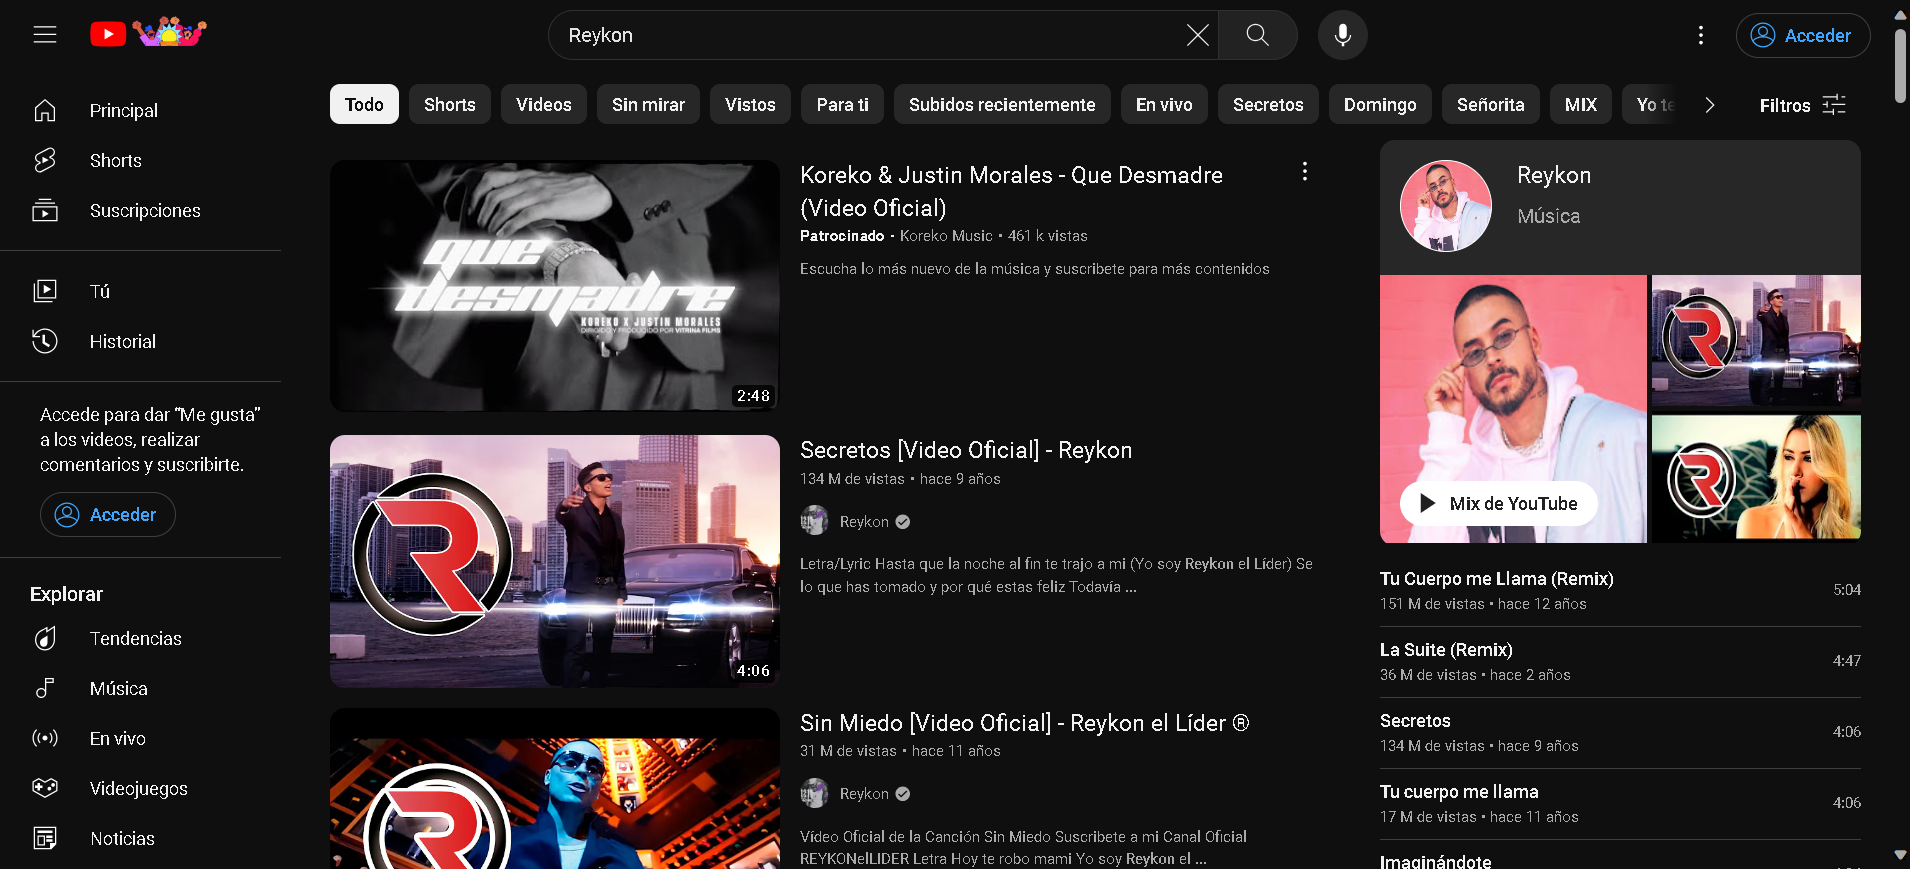 Reykon
Acceder
Principal
Shorts
Suscripciones
Tú
Historial
Accede para dar “Me gusta”
a los videos, realizar
comentarios y suscribirte.
Acceder
Explorar
Tendencias
Música
En vivo
Videojuegos
Noticias
Todo
Shorts
Videos
Sin mirar
Vistos
Para ti
Subidos recientemente
En vivo
Secretos
Domingo
Señorita
MIX
Yo te
Filtros
que
desmadre
KOREKO X JUSTIN MORALES
DIRIGIDO Y PRODUCIDO POR VITRINA FILMS
2:48
Koreko & Justin Morales - Que Desmadre
(Video Oficial)
Patrocinado • Koreko Music • 461 k vistas
Escucha lo más nuevo de la música y suscribete para más contenidos
R
4:06
Secretos [Video Oficial] - Reykon
134 M de vistas • hace 9 años
Reykon
Letra/Lyric Hasta que la noche al fin te trajo a mi (Yo soy Reykon el Líder) Se
lo que has tomado y por qué estas feliz Todavía ...
R
Sin Miedo [Video Oficial] - Reykon el Líder ®
31 M de vistas • hace 11 años
Reykon
Vídeo Oficial de la Canción Sin Miedo Suscribete a mi Canal Oficial
REYKONelLIDER Letra Hoy te robo mami Yo soy Reykon el ...
Reykon
Música
R
R
Mix de YouTube
Tu Cuerpo me Llama (Remix)
151 M de vistas • hace 12 años
5:04
La Suite (Remix)
36 M de vistas • hace 2 años
4:47
Secretos
134 M de vistas • hace 9 años
4:06
Tu cuerpo me llama
17 M de vistas • hace 11 años
4:06
Imaginándote